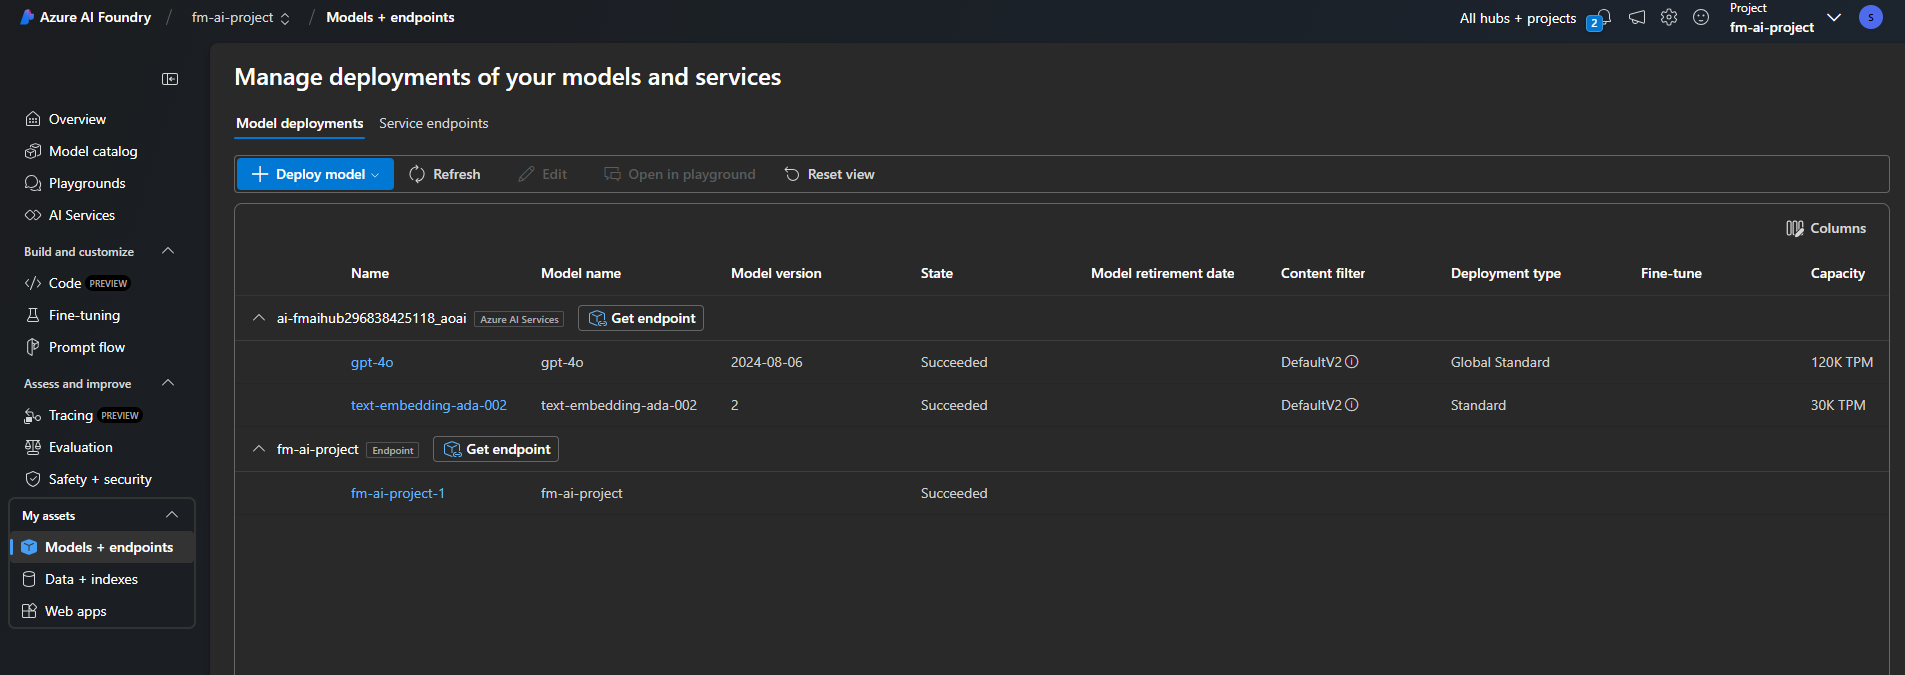 Azure AI Foundry / fm-ai-project / Models + endpoints
All hubs + projects
2
Project
fm-ai-project
S
Overview
Model catalog
Playgrounds
AI Services
Build and customize
Code PREVIEW
Fine-tuning
Prompt flow
Assess and improve
Tracing PREVIEW
Evaluation
Safety + security
My assets
Models + endpoints
Data + indexes
Web apps
Manage deployments of your models and services
Model deployments Service endpoints
Deploy model Refresh Edit Open in playground Reset view
Columns
Name Model name Model version State Model retirement date Content filter Deployment type Fine-tune Capacity
ai-fmaihub296838425118_aoai Azure AI Services Get endpoint
gpt-4o gpt-4o 2024-08-06 Succeeded DefaultV2 Global Standard 120K TPM
text-embedding-ada-002 text-embedding-ada-002 2 Succeeded DefaultV2 Standard 30K TPM
fm-ai-project Endpoint Get endpoint
fm-ai-project-1 fm-ai-project Succeeded